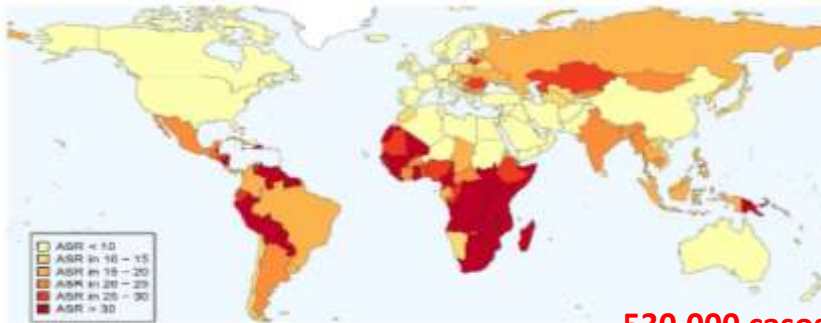 ASR < 10
ASR in 10 – 15
ASR in 15 – 20
ASR in 20 – 25
ASR in 25 – 30
ASR > 30
530.000 casos